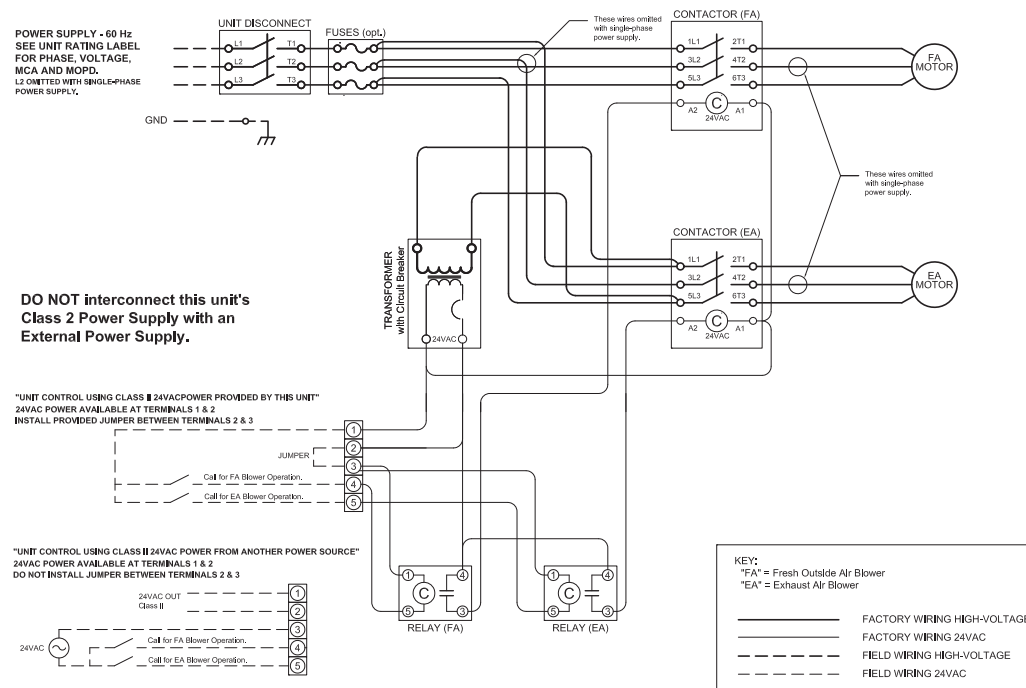 POWER SUPPLY - 60 Hz
SEE UNIT RATING LABEL
FOR PHASE, VOLTAGE,
MCA AND MOPD.
L2 OMITTED WITH SINGLE-PHASE
POWER SUPPLY.
UNIT DISCONNECT
L1
T1
L2
T2
L3
T3
FUSES (opt.)
These wires omitted
with single-phase
power supply.
CONTACTOR (FA)
1L1
2T1
3L2
4T2
5L3
6T3
A2
C
A1
24VAC
FA
MOTOR
GND
These wires omitted
with single-phase
power supply.
TRANSFORMER
with Circuit Breaker
24VAC
CONTACTOR (EA)
1L1
2T1
3L2
4T2
5L3
6T3
A2
C
A1
24VAC
EA
MOTOR
DO NOT interconnect this unit's
Class 2 Power Supply with an
External Power Supply.
"UNIT CONTROL USING CLASS II 24VACPOWER PROVIDED BY THIS UNIT"
24VAC POWER AVAILABLE AT TERMINALS 1 & 2
INSTALL PROVIDED JUMPER BETWEEN TERMINALS 2 & 3
1
2
JUMPER
3
Call for FA Blower Operation.
4
Call for EA Blower Operation.
5
"UNIT CONTROL USING CLASS II 24VAC POWER FROM ANOTHER POWER SOURCE"
24VAC POWER AVAILABLE AT TERMINALS 1 & 2
DO NOT INSTALL JUMPER BETWEEN TERMINALS 2 & 3
24VAC OUT
Class II
1
2
3
24VAC
Call for FA Blower Operation.
4
Call for EA Blower Operation.
5
1
4
C
5
3
RELAY (FA)
1
4
C
5
3
RELAY (EA)
KEY:
"FA" = Fresh Outside Air Blower
"EA" = Exhaust Air Blower
FACTORY WIRING HIGH-VOLTAGE
FACTORY WIRING 24VAC
FIELD WIRING HIGH-VOLTAGE
FIELD WIRING 24VAC